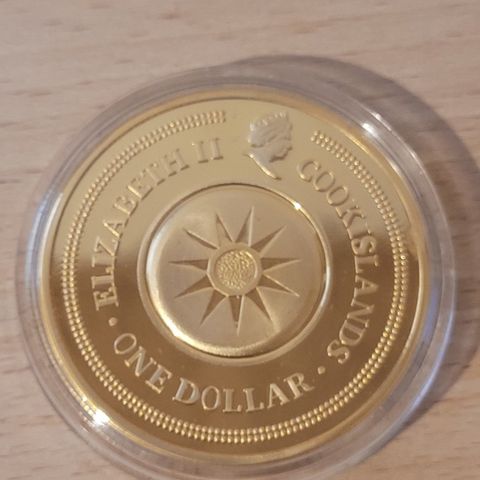 ELIZABETH II
COOK ISLANDS
· ONE DOLLAR ·